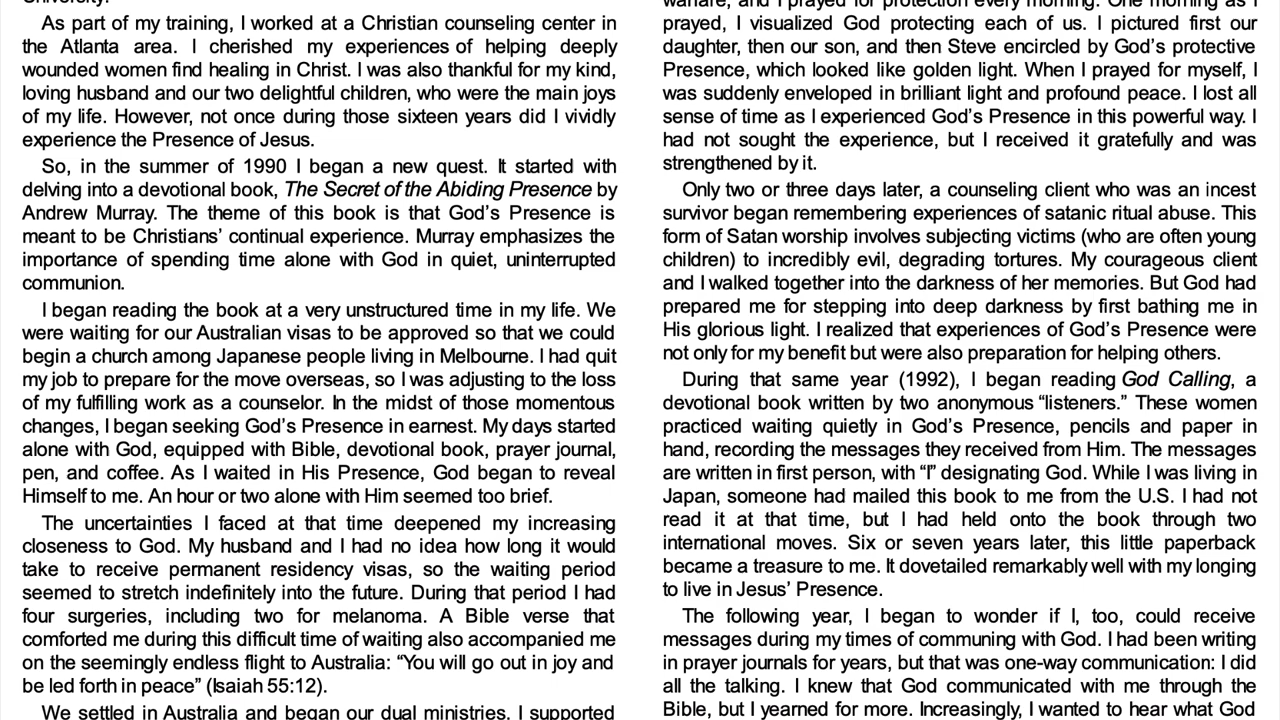 University.
As part of my training, I worked at a Christian counseling center in
the Atlanta area. I cherished my experiences of helping deeply
wounded women find healing in Christ. I was also thankful for my kind,
loving husband and our two delightful children, who were the main joys
of my life. However, not once during those sixteen years did I vividly
experience the Presence of Jesus.
So, in the summer of 1990 I began a new quest. It started with
delving into a devotional book, The Secret of the Abiding Presence by
Andrew Murray. The theme of this book is that God’s Presence is
meant to be Christians’ continual experience. Murray emphasizes the
importance of spending time alone with God in quiet, uninterrupted
communion.
I began reading the book at a very unstructured time in my life. We
were waiting for our Australian visas to be approved so that we could
begin a church among Japanese people living in Melbourne. I had quit
my job to prepare for the move overseas, so I was adjusting to the loss
of my fulfilling work as a counselor. In the midst of those momentous
changes, I began seeking God’s Presence in earnest. My days started
alone with God, equipped with Bible, devotional book, prayer journal,
pen, and coffee. As I waited in His Presence, God began to reveal
Himself to me. An hour or two alone with Him seemed too brief.
The uncertainties I faced at that time deepened my increasing
closeness to God. My husband and I had no idea how long it would
take to receive permanent residency visas, so the waiting period
seemed to stretch indefinitely into the future. During that period I had
four surgeries, including two for melanoma. A Bible verse that
comforted me during this difficult time of waiting also accompanied me
on the seemingly endless flight to Australia: “You will go out in joy and
be led forth in peace” (Isaiah 55:12).
We settled in Australia and began our dual ministries. I supported
warfare, and I prayed for protection every morning. One morning as I
prayed, I visualized God protecting each of us. I pictured first our
daughter, then our son, and then Steve encircled by God’s protective
Presence, which looked like golden light. When I prayed for myself, I
was suddenly enveloped in brilliant light and profound peace. I lost all
sense of time as I experienced God’s Presence in this powerful way. I
had not sought the experience, but I received it gratefully and was
strengthened by it.
Only two or three days later, a counseling client who was an incest
survivor began remembering experiences of satanic ritual abuse. This
form of Satan worship involves subjecting victims (who are often young
children) to incredibly evil, degrading tortures. My courageous client
and I walked together into the darkness of her memories. But God had
prepared me for stepping into deep darkness by first bathing me in
His glorious light. I realized that experiences of God’s Presence were
not only for my benefit but were also preparation for helping others.
During that same year (1992), I began reading God Calling, a
devotional book written by two anonymous “listeners.” These women
practiced waiting quietly in God’s Presence, pencils and paper in
hand, recording the messages they received from Him. The messages
are written in first person, with “I” designating God. While I was living in
Japan, someone had mailed this book to me from the U.S. I had not
read it at that time, but I had held onto the book through two
international moves. Six or seven years later, this little paperback
became a treasure to me. It dovetailed remarkably well with my longing
to live in Jesus’ Presence.
The following year, I began to wonder if I, too, could receive
messages during my times of communing with God. I had been writing
in prayer journals for years, but that was one-way communication: I did
all the talking. I knew that God communicated with me through the
Bible, but I yearned for more. Increasingly, I wanted to hear what God